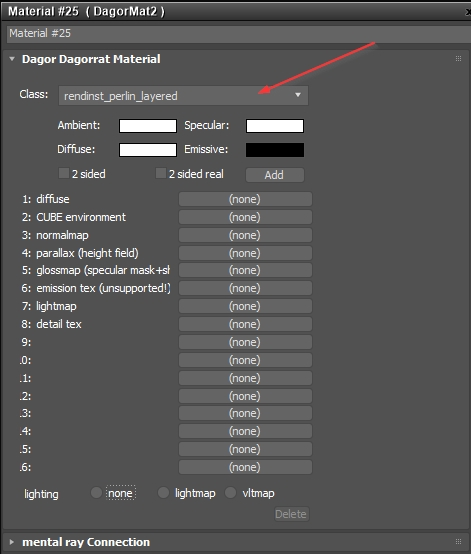 Material #25 ( DagorMat2 )
Material #25
Dagor Dagorrat Material
Class: rendinst_perlin_layered
Ambient: Specular:
Diffuse: Emissive:
2 sided 2 sided real Add
1: diffuse (none)
2: CUBE environment (none)
3: normalmap (none)
4: parallax (height field) (none)
5: glossmap (specular mask+sh (none)
6: emission tex (unsupported!) (none)
7: lightmap (none)
8: detail tex (none)
9: (none)
.0: (none)
.1: (none)
.2: (none)
.3: (none)
.4: (none)
.5: (none)
.6: (none)
lighting none lightmap vltmap
Delete
mental ray Connection